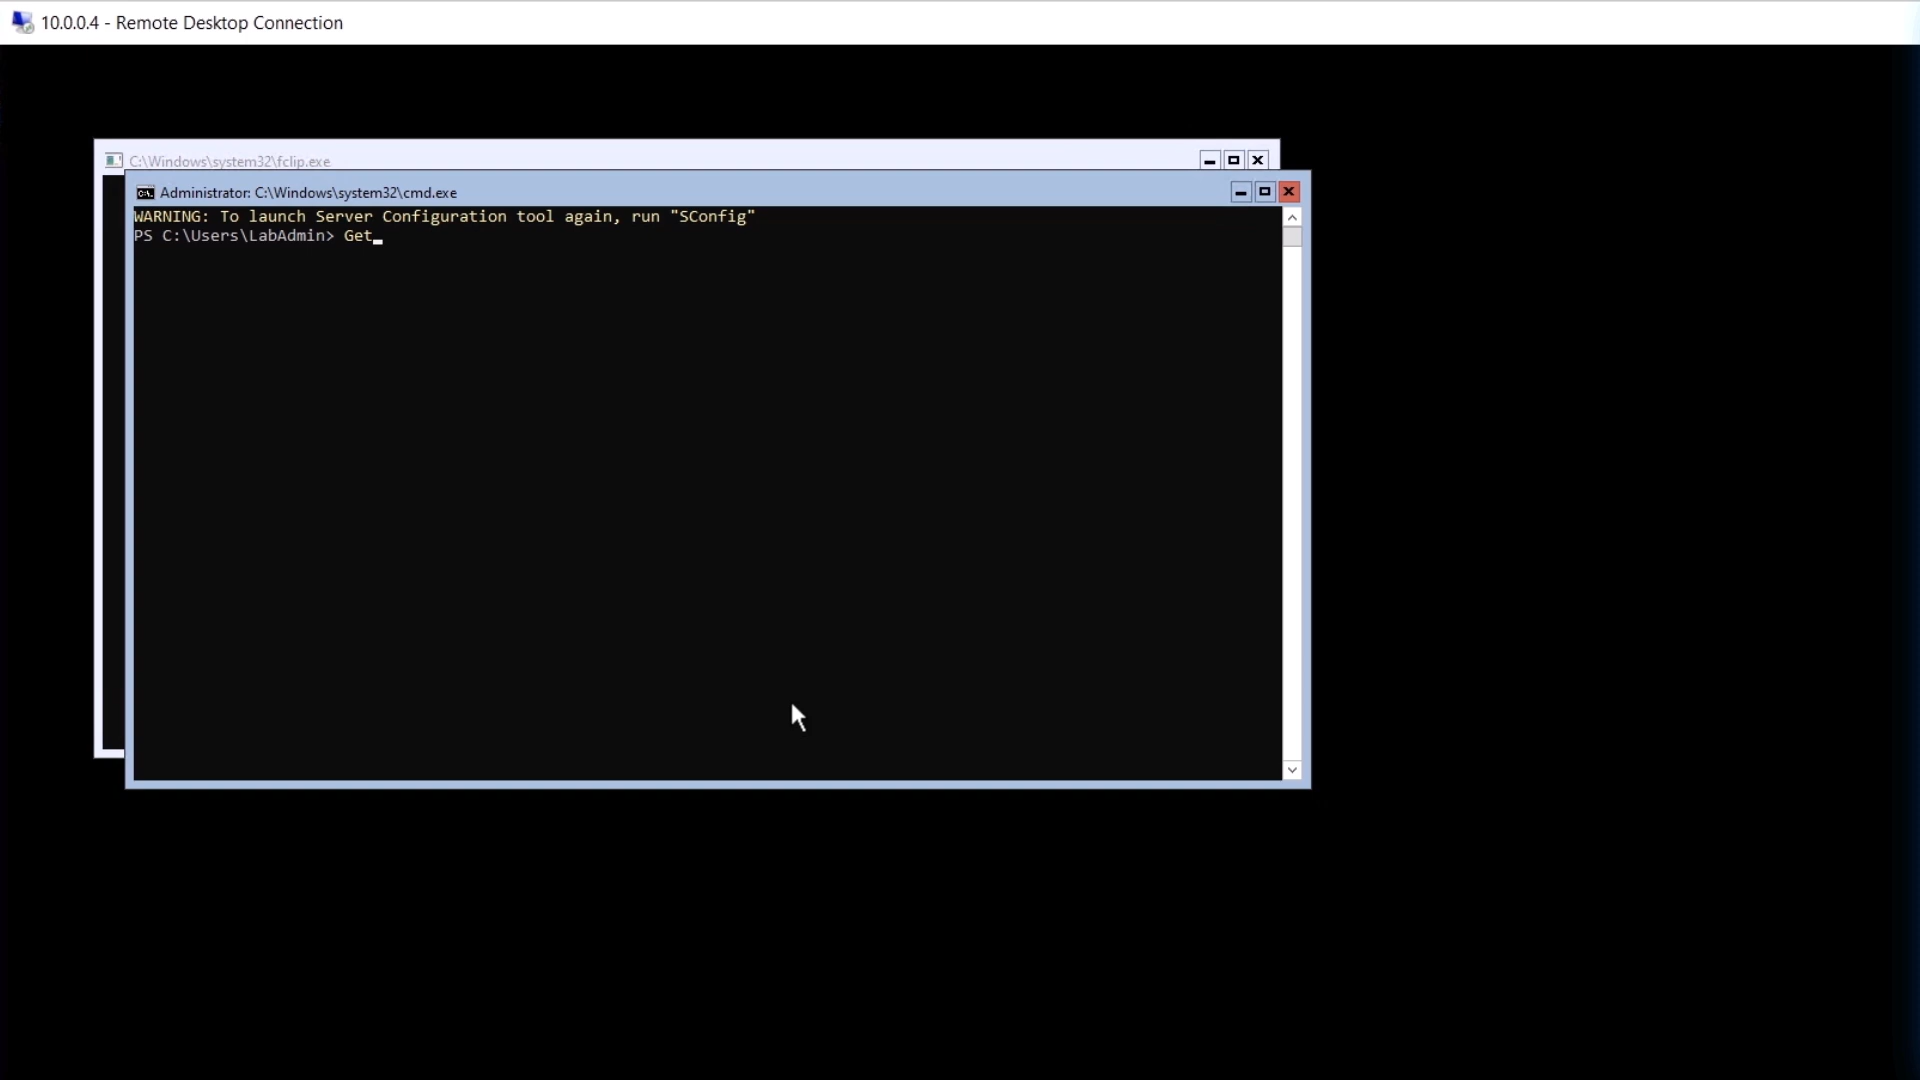 10.0.0.4 - Remote Desktop Connection
C:\Windows\system32\fclip.exe
Administrator: C:\Windows\system32\cmd.exe
WARNING: To launch Server Configuration tool again, run "SConfig"
PS C:\Users\LabAdmin> Get